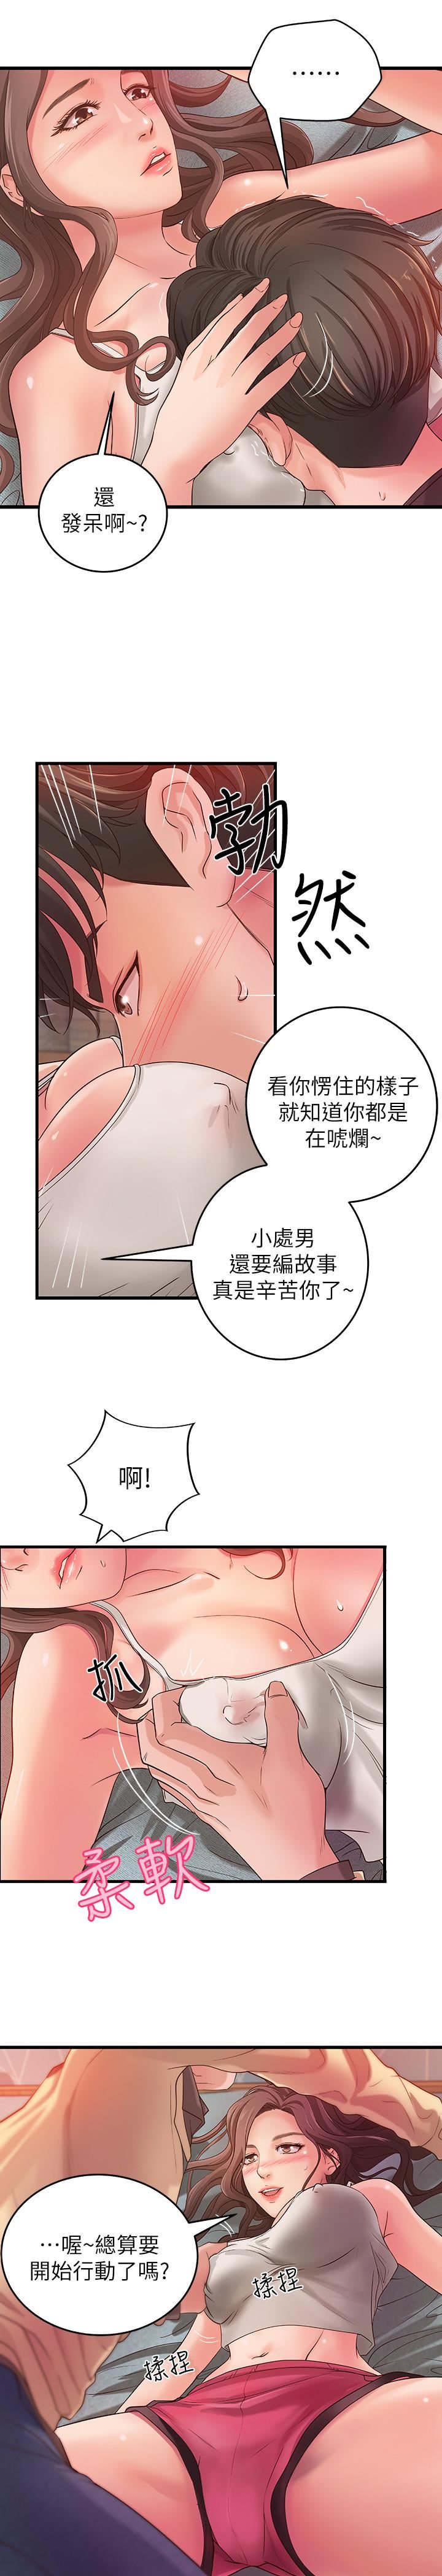 ⋯⋯
還
發呆啊~?
勃
然
看你愣住的樣子
就知道你都是
在唬爛~
小處男
還要編故事
真是辛苦你了~
啊!
抓
柔軟
⋯喔~總算要
開始行動了嗎?
揉捏
揉捏